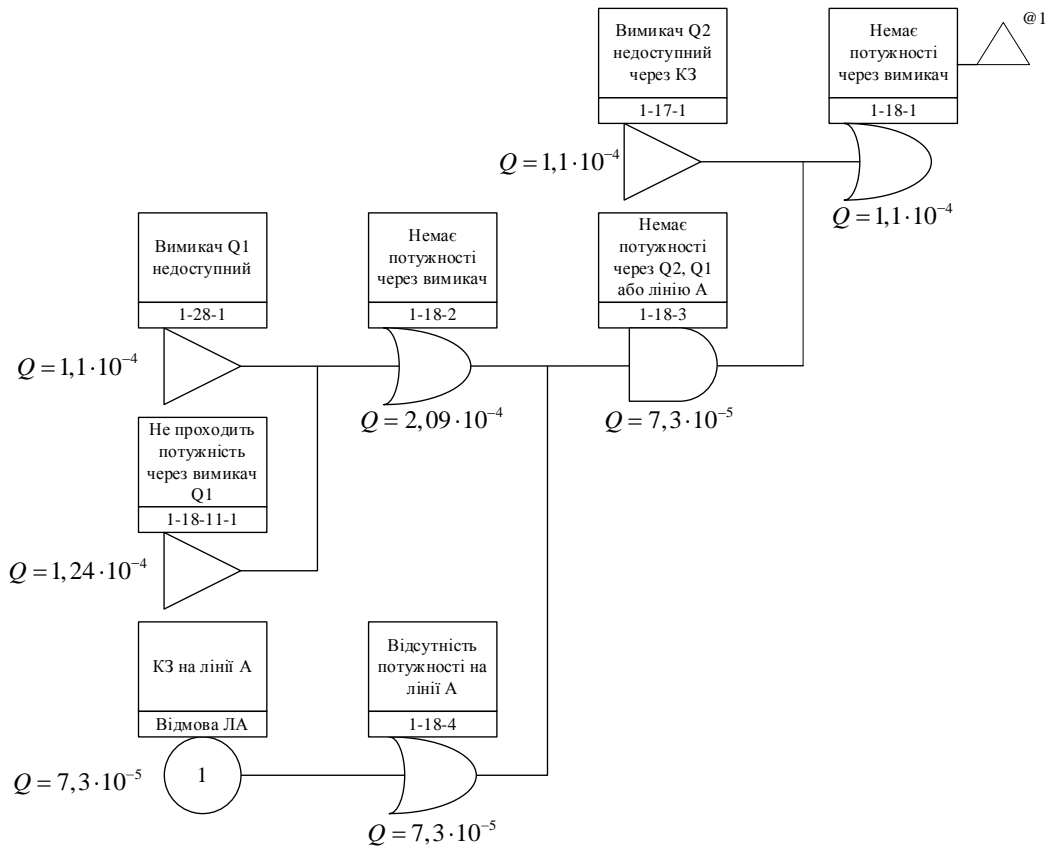 @1
Вимикач Q2
недоступний
через КЗ
1-17-1
Немає
потужності
через вимикач
1-18-1
Q = 1,1·10⁻⁴
Q = 1,1·10⁻⁴
Вимикач Q1
недоступний
1-28-1
Немає
потужності
через вимикач
1-18-2
Немає
потужності
через Q2, Q1
або лінію А
1-18-3
Q = 1,1·10⁻⁴
Q = 2,09·10⁻⁴
Q = 7,3·10⁻⁵
Не проходить
потужність
через вимикач
Q1
1-18-11-1
Q = 1,24·10⁻⁴
КЗ на лінії А
Відмова ЛА
Відсутність
потужності на
лінії А
1-18-4
Q = 7,3·10⁻⁵
1
Q = 7,3·10⁻⁵